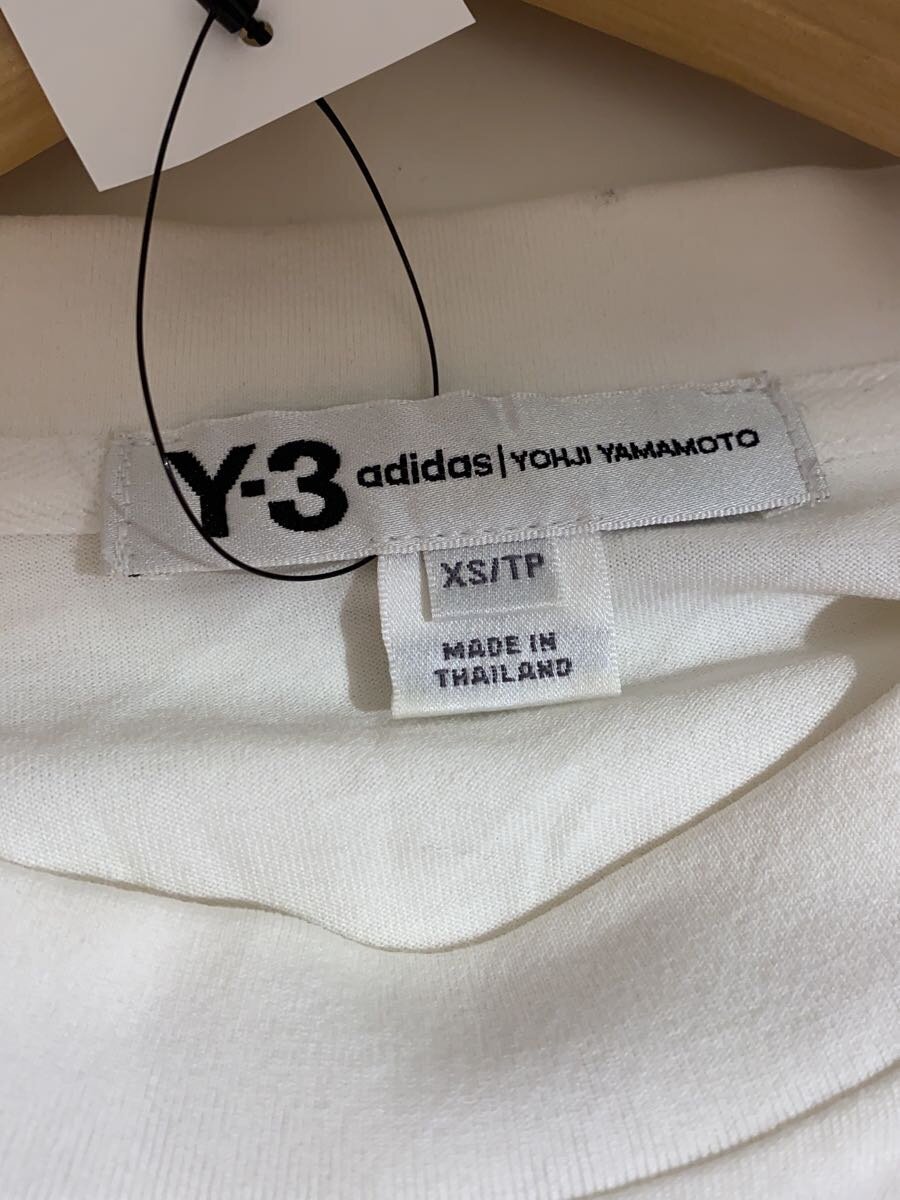 Y-3 adidas | YOHJI YAMAMOTO
XS/TP
MADE IN
THAILAND